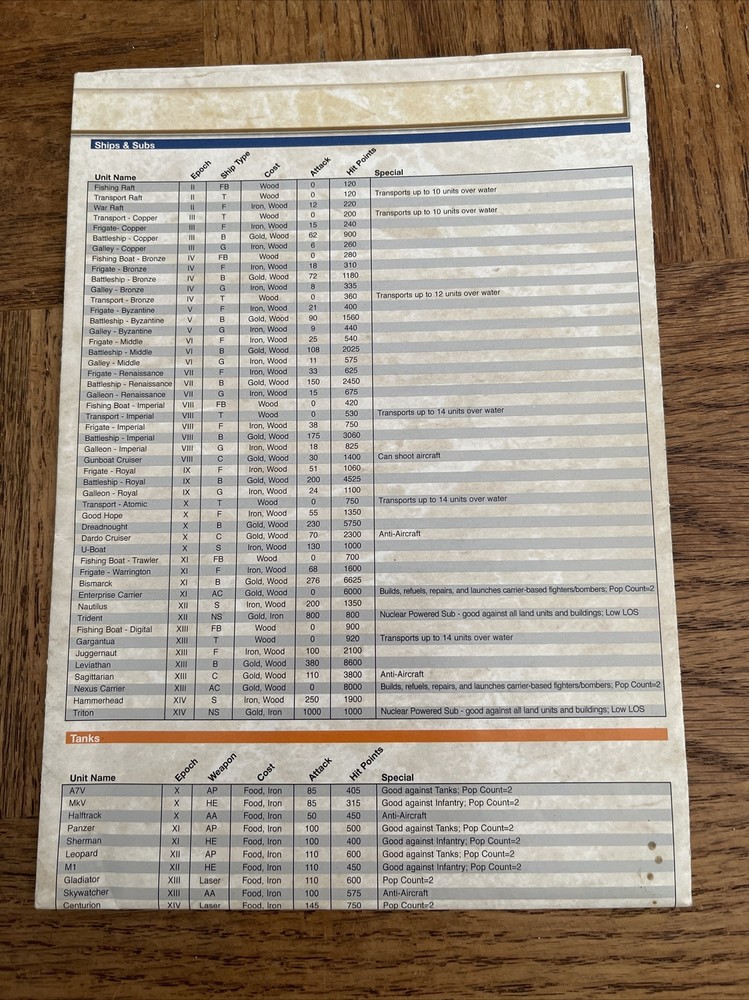 Ships & Subs
Unit Name Epoch Ship Type Cost Attack Hit Points Special
Fishing Raft II FB Wood 0 120
Transport Raft II T Wood 0 120 Transports up to 10 units over water
War Raft II F Iron, Wood 12 220
Transport - Copper III T Wood 0 200 Transports up to 10 units over water
Frigate- Copper III F Iron, Wood 15 240
Battleship - Copper III B Gold, Wood 62 900
Galley - Copper III G Iron, Wood 6 260
Fishing Boat - Bronze IV FB Wood 0 280
Frigate - Bronze IV F Iron, Wood 18 310
Battleship - Bronze IV B Gold, Wood 72 1180
Galley - Bronze IV G Iron, Wood 8 335
Transport - Bronze IV T Wood 0 360 Transports up to 12 units over water
Frigate - Byzantine V F Iron, Wood 21 400
Battleship - Byzantine V B Gold, Wood 90 1560
Galley - Byzantine V G Iron, Wood 9 440
Frigate - Middle VI F Iron, Wood 25 540
Battleship - Middle VI B Gold, Wood 108 2025
Galley - Middle VI G Iron, Wood 11 575
Frigate - Renaissance VII F Iron, Wood 33 625
Battleship - Renaissance VII B Gold, Wood 150 2450
Galleon - Renaissance VII G Iron, Wood 15 675
Fishing Boat - Imperial VIII FB Wood 0 420
Transport - Imperial VIII T Wood 0 530 Transports up to 14 units over water
Frigate - Imperial VIII F Iron, Wood 38 750
Battleship - Imperial VIII B Gold, Wood 175 3060
Galleon - Imperial VIII G Iron, Wood 18 825
Gunboat Cruiser VIII C Gold, Wood 30 1400 Can shoot aircraft
Frigate - Royal IX F Iron, Wood 51 1060
Battleship - Royal IX B Gold, Wood 200 4525
Galleon - Royal IX G Iron, Wood 24 1100
Transport - Atomic X T Wood 0 750 Transports up to 14 units over water
Good Hope X F Iron, Wood 55 1350
Dreadnought X B Gold, Wood 230 5750
Dardo Cruiser X C Gold, Wood 70 2300 Anti-Aircraft
U-Boat X S Iron, Wood 130 1000
Fishing Boat - Trawler XI FB Wood 0 700
Frigate - Warrington XI F Iron, Wood 68 1600
Bismarck XI B Gold, Wood 276 6625
Enterprise Carrier XI AC Gold, Wood 0 6000 Builds, refuels, repairs, and launches carrier-based fighters/bombers; Pop Count=2
Nautilus XII S Iron, Wood 200 1350
Trident XII NS Gold, Iron 800 800 Nuclear Powered Sub - good against all land units and buildings; Low LOS
Fishing Boat - Digital XIII FB Wood 0 900
Gargantua XIII T Wood 0 920 Transports up to 14 units over water
Juggernaut XIII F Iron, Wood 100 2100
Leviathan XIII B Gold, Wood 380 8600
Sagittarian XIII C Gold, Wood 110 3800 Anti-Aircraft
Nexus Carrier XIII AC Gold, Wood 0 8000 Builds, refuels, repairs, and launches carrier-based fighters/bombers; Pop Count=2
Hammerhead XIV S Iron, Wood 250 1900
Triton XIV NS Gold, Iron 1000 1000 Nuclear Powered Sub - good against all land units and buildings; Low LOS
Tanks
Unit Name Epoch Weapon Cost Attack Hit Points Special
A7V X AP Food, Iron 85 405 Good against Tanks; Pop Count=2
MkV X HE Food, Iron 85 315 Good against Infantry; Pop Count=2
Halftrack X AA Food, Iron 50 450 Anti-Aircraft
Panzer XI AP Food, Iron 100 500 Good against Tanks; Pop Count=2
Sherman XI HE Food, Iron 100 400 Good against Infantry; Pop Count=2
Leopard XII AP Food, Iron 110 600 Good against Tanks; Pop Count=2
M1 XII HE Food, Iron 110 450 Good against Infantry; Pop Count=2
Gladiator XIII Laser Food, Iron 110 600 Pop Count=2
Skywatcher XIII AA Food, Iron 100 575 Anti-Aircraft
Centurion XIV Laser Food, Iron 145 750 Pop Count=2